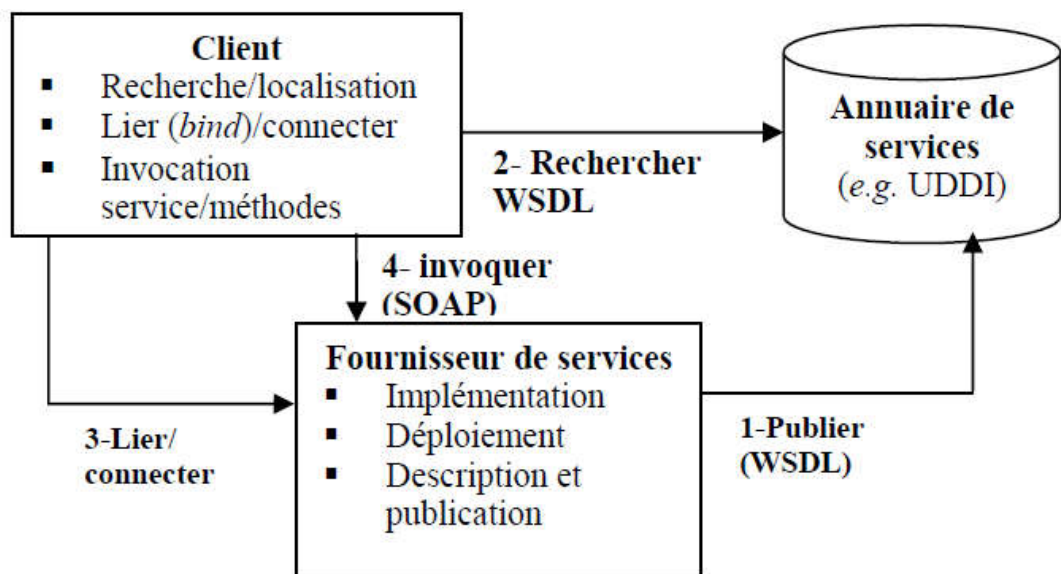 Client
▪ Recherche/localisation
▪ Lier (bind)/connecter
▪ Invocation
service/méthodes
2- Rechercher
WSDL
Annuaire de
services
(e.g. UDDI)
4- invoquer
(SOAP)
Fournisseur de services
▪ Implémentation
▪ Déploiement
▪ Description et
publication
3-Lier/
connecter
1-Publier
(WSDL)